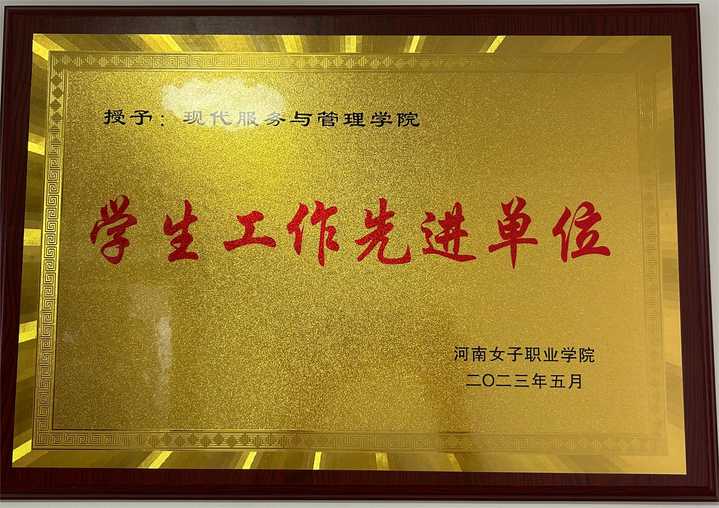 授予：现代服务与管理学院
学生工作先进单位
河南女子职业学院
二〇二三年五月